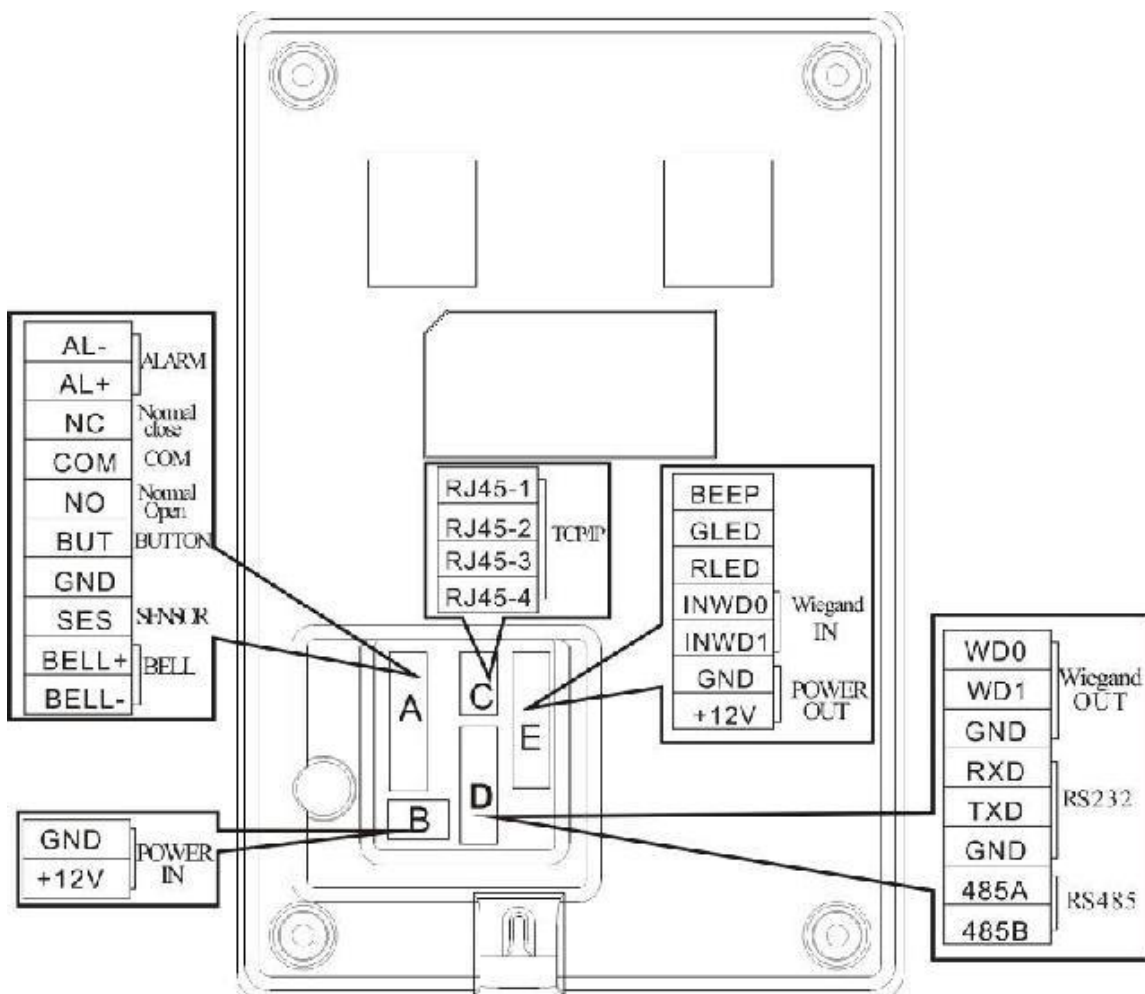 AL-
AL+
ALARM
NC
Normal
close
COM
COM
NO
Normal
Open
BUT
BUTTON
GND
SES
SENSOR
BELL+
BELL-
BELL
RJ45-1
RJ45-2
RJ45-3
RJ45-4
TCP/IP
BEEP
GLED
RLED
INWD0
INWD1
Wiegand
IN
GND
+12V
POWER
OUT
WD0
WD1
GND
Wiegand
OUT
RXD
TXD
GND
RS232
485A
485B
RS485
A
C
E
D
B
GND
+12V
POWER
IN